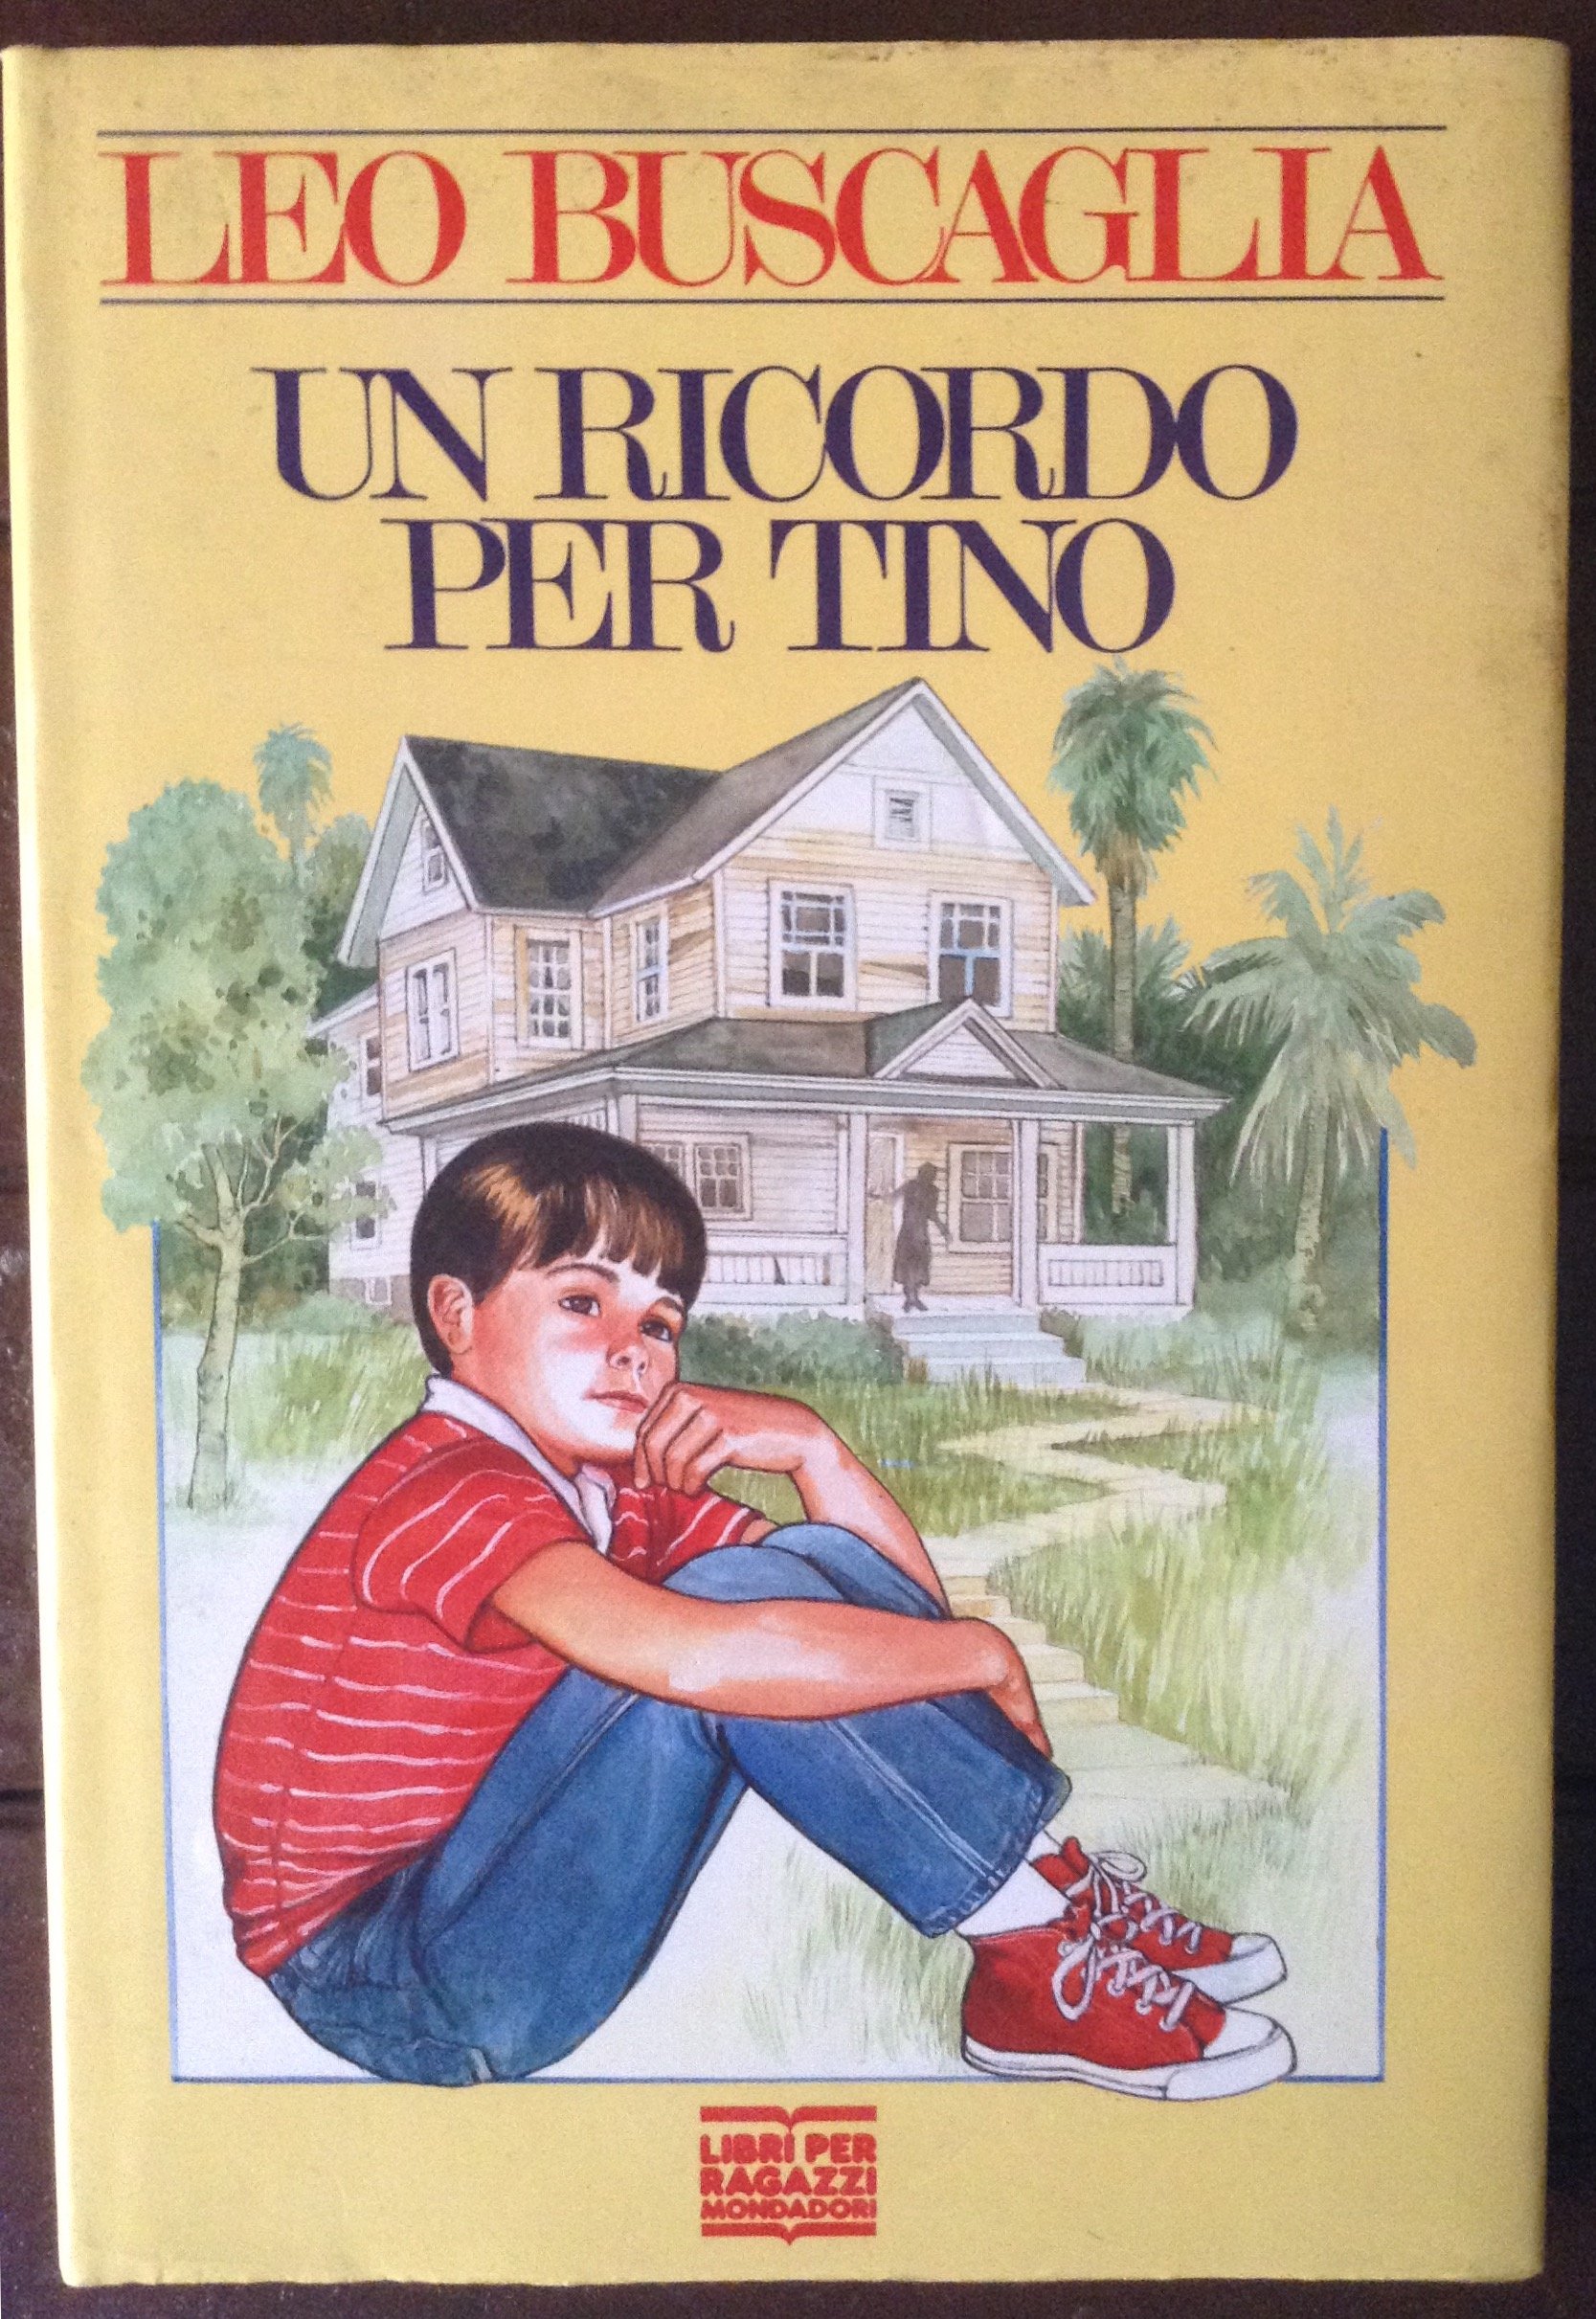 LEO BUSCAGLIA
UN RICORDO
PER TINO
LIBRI PER
RAGAZZI
MONDADORI